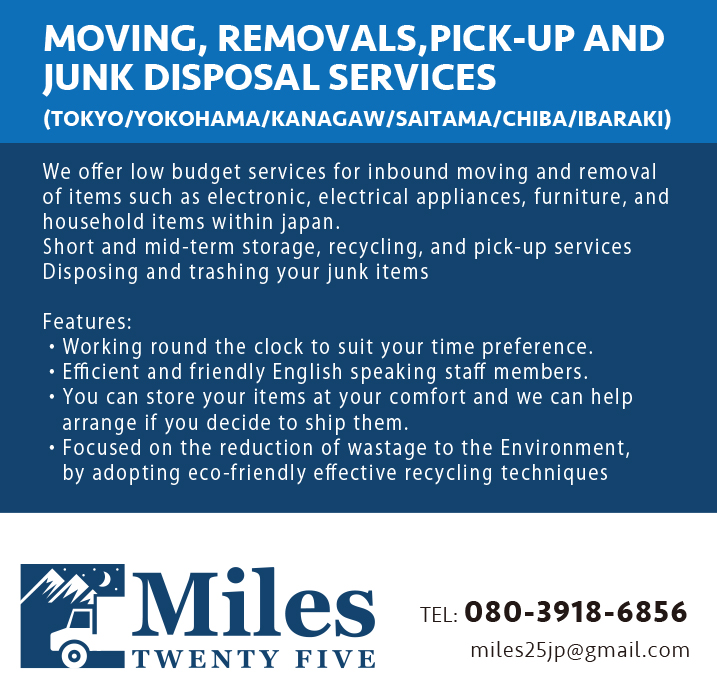 MOVING, REMOVALS,PICK-UP AND
JUNK DISPOSAL SERVICES
(TOKYO/YOKOHAMA/KANAGAW/SAITAMA/CHIBA/IBARAKI)
We offer low budget services for inbound moving and removal
of items such as electronic, electrical appliances, furniture, and
household items within japan.
Short and mid-term storage, recycling, and pick-up services
Disposing and trashing your junk items
Features:
• Working round the clock to suit your time preference.
• Efficient and friendly English speaking staff members.
• You can store your items at your comfort and we can help
arrange if you decide to ship them.
• Focused on the reduction of wastage to the Environment,
by adopting eco-friendly effective recycling techniques
Miles
TWENTY FIVE
TEL: 080-3918-6856
miles25jp@gmail.com